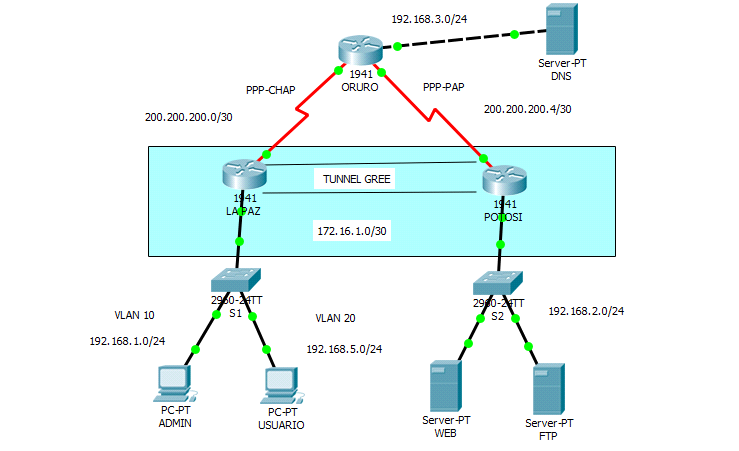 192.168.3.0/24
Server-PT
DNS
1941
ORURO
PPP-CHAP
PPP-PAP
200.200.200.0/30
200.200.200.4/30
TUNNEL GREE
1941
LA PAZ
1941
POTOSI
172.16.1.0/30
2960-24TT
S1
2960-24TT
S2
VLAN 10
VLAN 20
192.168.1.0/24
192.168.5.0/24
192.168.2.0/24
PC-PT
ADMIN
PC-PT
USUARIO
Server-PT
WEB
Server-PT
FTP